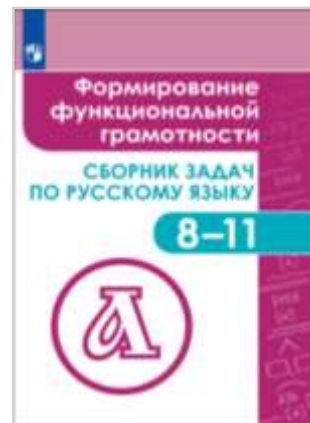 Формирование
функциональной
грамотности
СБОРНИК ЗАДАЧ
ПО РУССКОМУ ЯЗЫКУ
8–11
А